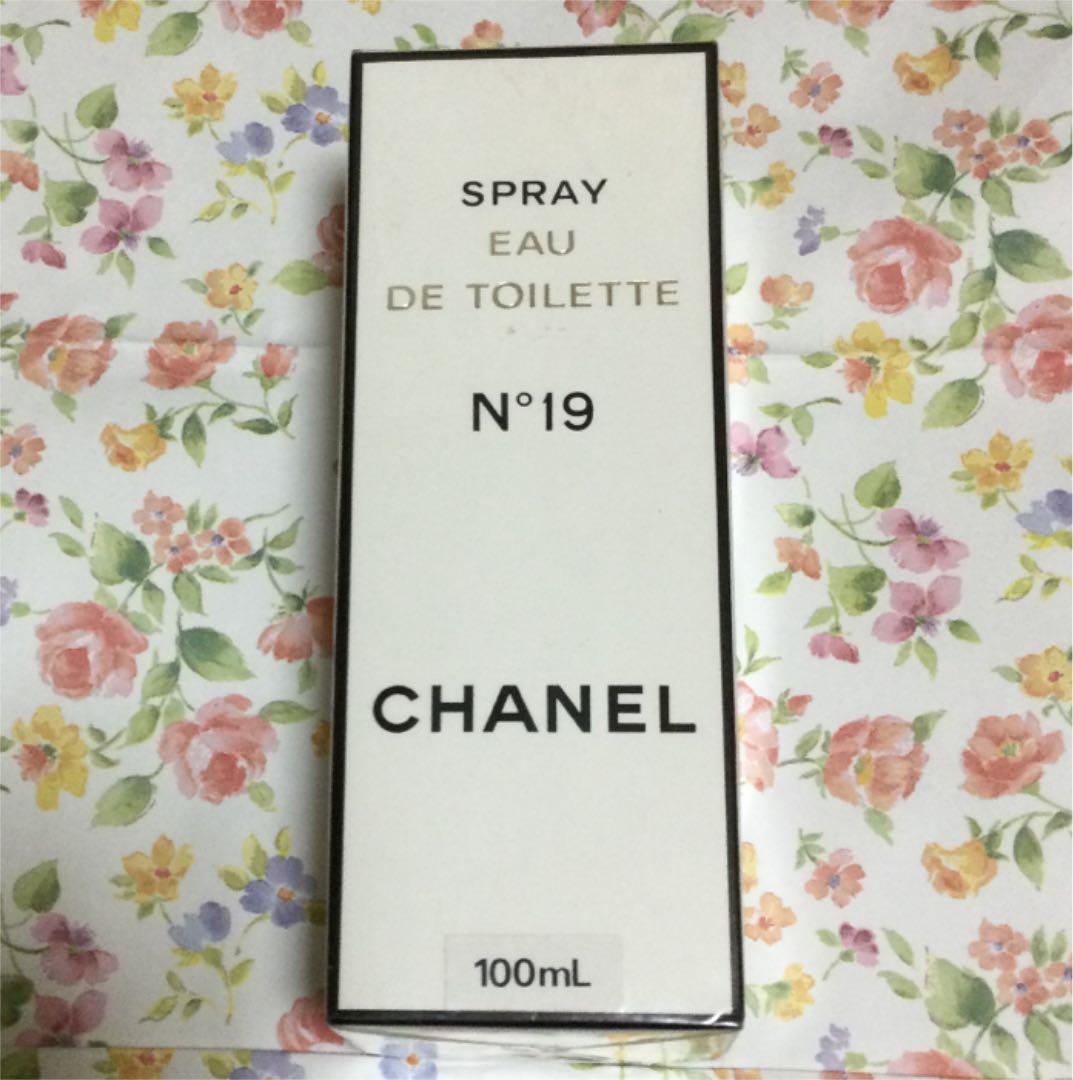 SPRAY
EAU
DE TOILETTE
N°19
CHANEL
100mL